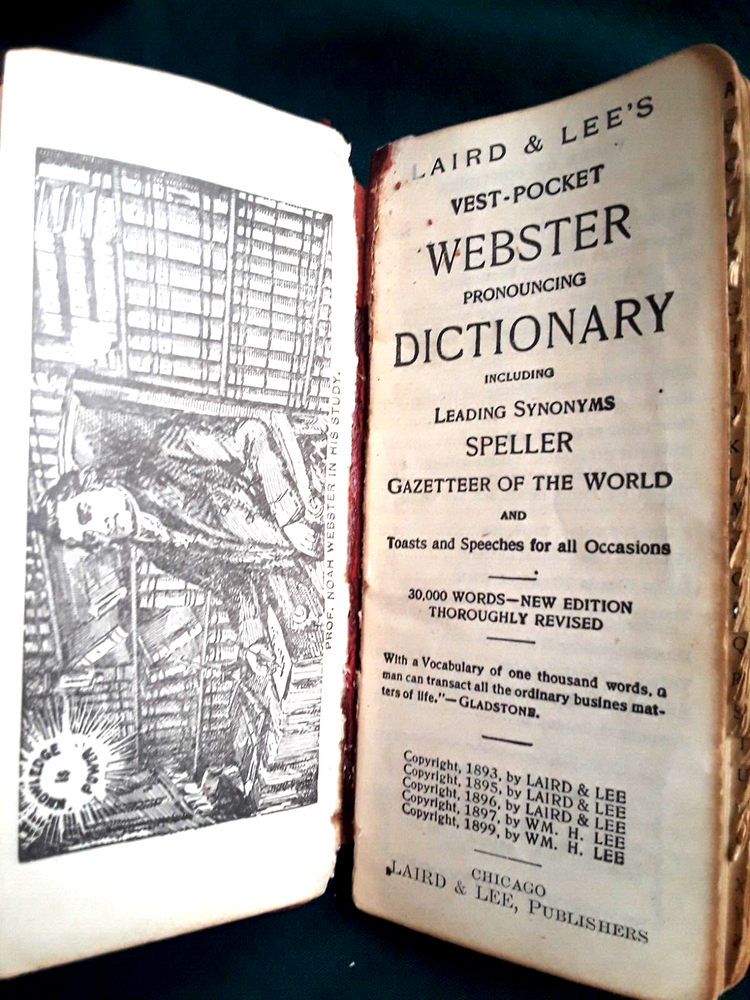 PROF. NOAH WEBSTER IN HIS STUDY.
KNOWLEDGE
IS
POWER
LAIRD & LEE'S
VEST-POCKET
WEBSTER
PRONOUNCING
DICTIONARY
INCLUDING
LEADING SYNONYMS
SPELLER
GAZETTEER OF THE WORLD
AND
Toasts and Speeches for all Occasions
30,000 WORDS—NEW EDITION
THOROUGHLY REVISED
With a Vocabulary of one thousand words, a
man can transact all the ordinary busines mat-
ters of life."—GLADSTONE.
Copyright, 1893, by LAIRD & LEE
Copyright, 1895, by LAIRD & LEE
Copyright, 1896, by LAIRD & LEE
Copyright, 1897, by WM. H. LEE
Copyright, 1899, by WM. H. LEE
CHICAGO
LAIRD & LEE, PUBLISHERS